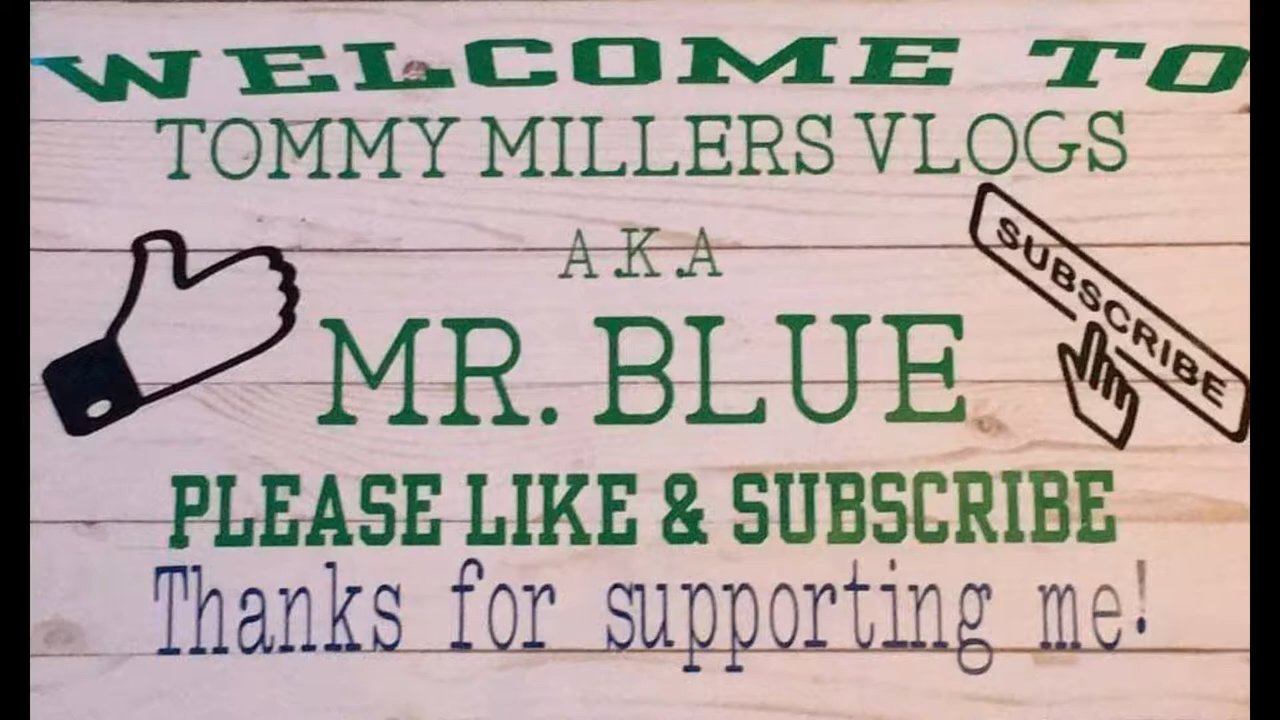 WELCOME TO
TOMMY MILLERS VLOGS
A.K.A
MR. BLUE
SUBSCRIBE
PLEASE LIKE & SUBSCRIBE
Thanks for supporting me!